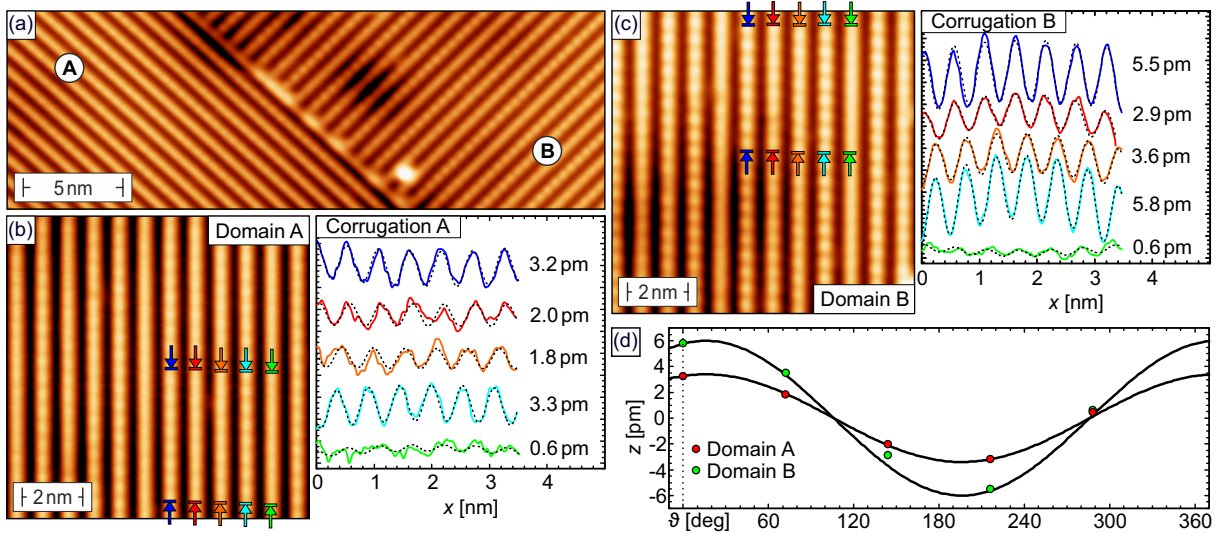 (a)
A
B
5 nm
(b)
Domain A
2 nm
Corrugation A
3.2 pm
2.0 pm
1.8 pm
3.3 pm
0.6 pm
0 1 2 3 4
x [nm]
(c)
2 nm
Domain B
Corrugation B
5.5 pm
2.9 pm
3.6 pm
5.8 pm
0.6 pm
0 1 2 3 4
x [nm]
(d)
z [pm]
6
4
2
0
-2
-4
-6
Domain A
Domain B
ϑ [deg] 60 120 180 240 300 360